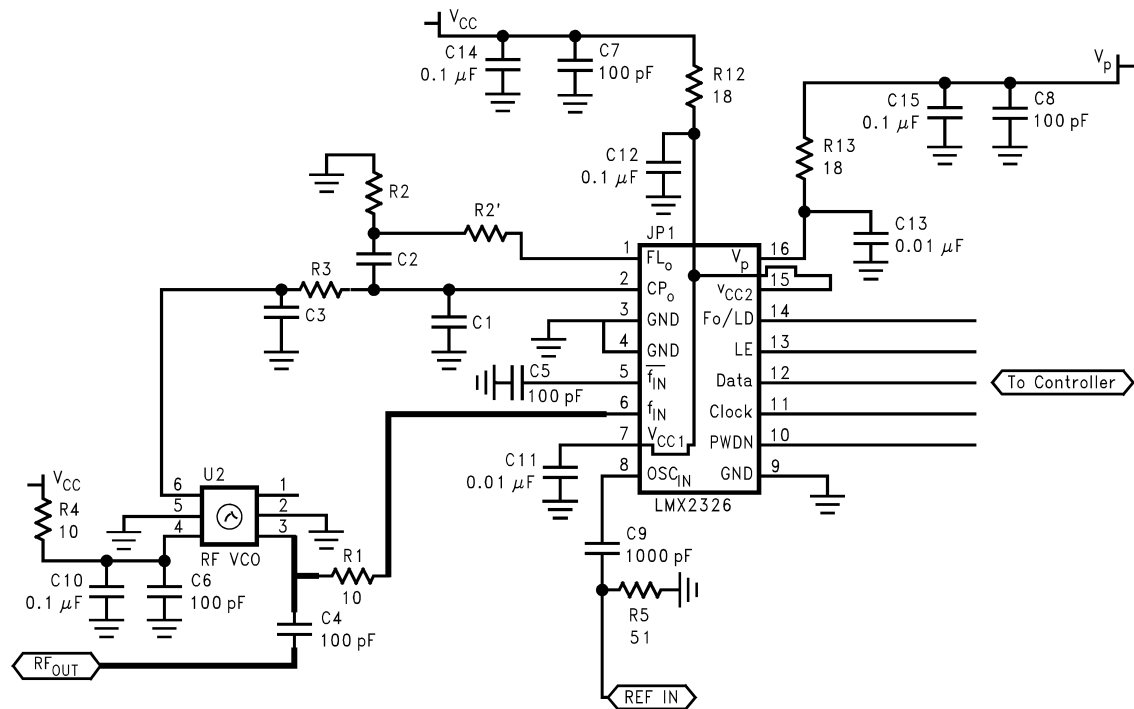 V_CC
C14
0.1 μF
C7
100 pF
R12
18
V_p
C15
0.1 μF
C8
100 pF
R13
18
C12
0.1 μF
C13
0.01 μF
R2
R2'
C2
R3
C3
C1
JP1
1 FL_o V_p 16
2 CP_o v_CC2 15
3 GND Fo/LD 14
4 GND LE 13
5 f_IN Data 12
6 f_IN Clock 11
7 V_CC1 PWDN 10
8 OSC_IN GND 9
LMX2326
To Controller
C5
100 pF
C11
0.01 μF
C9
1000 pF
R5
51
REF IN
V_CC
R4
10
U2
6 1
5 2
4 3
RF VCO
C10
0.1 μF
C6
100 pF
R1
10
C4
100 pF
RF_OUT